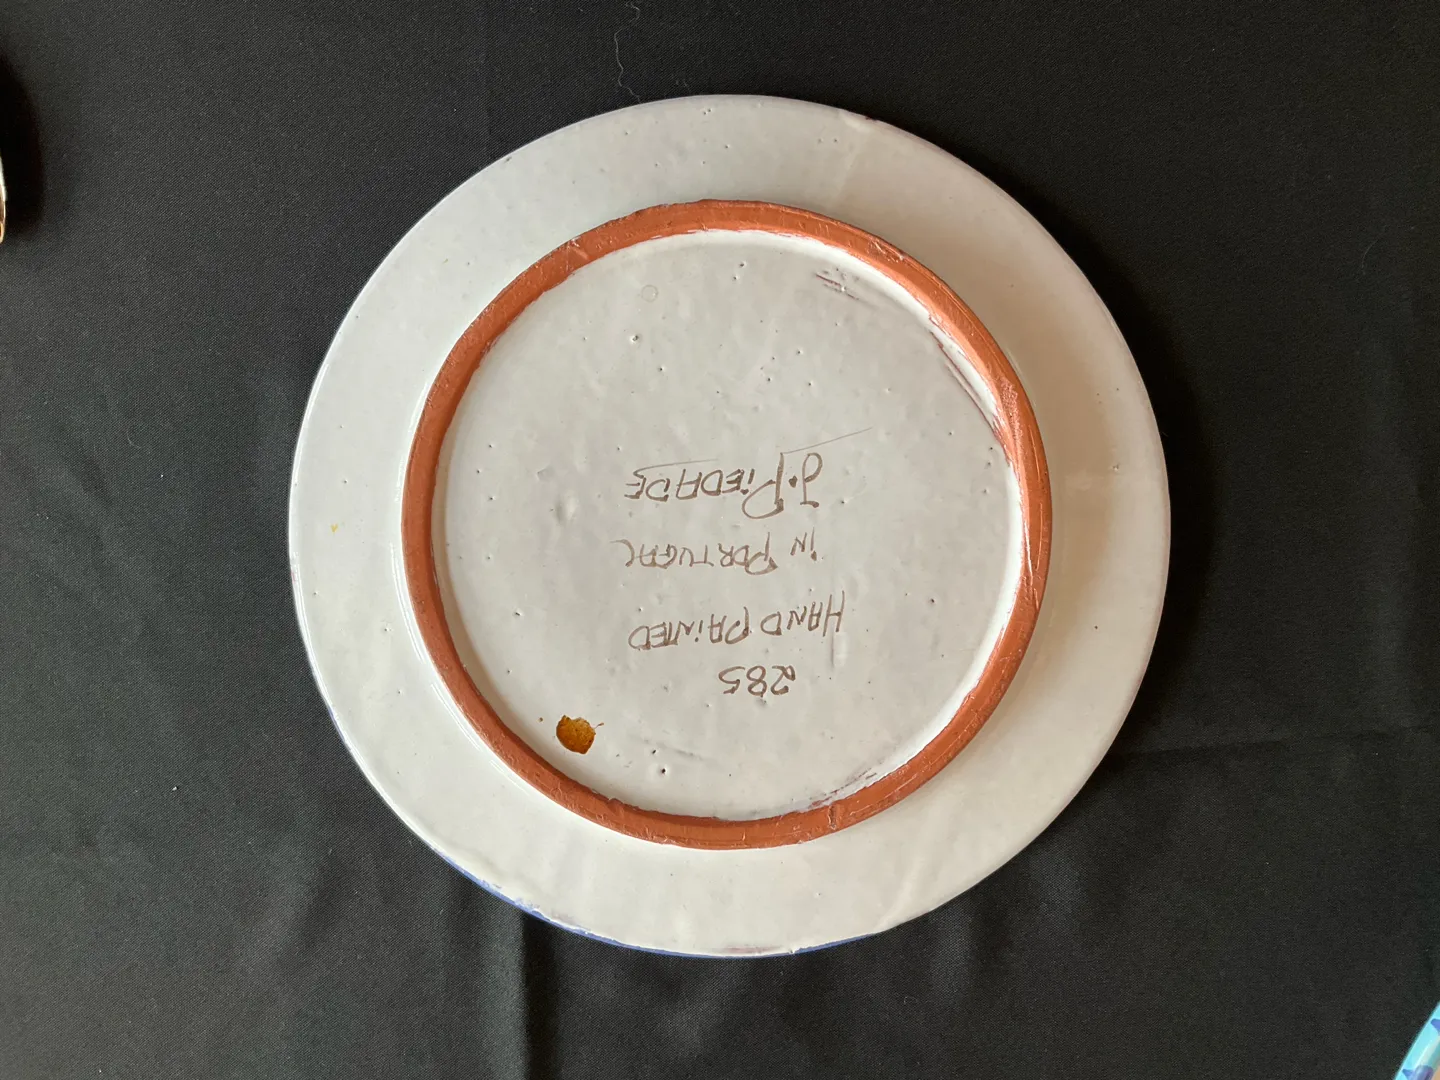 285
HAND PAiNTED
iN PORTUGAL
J. PiEDADE